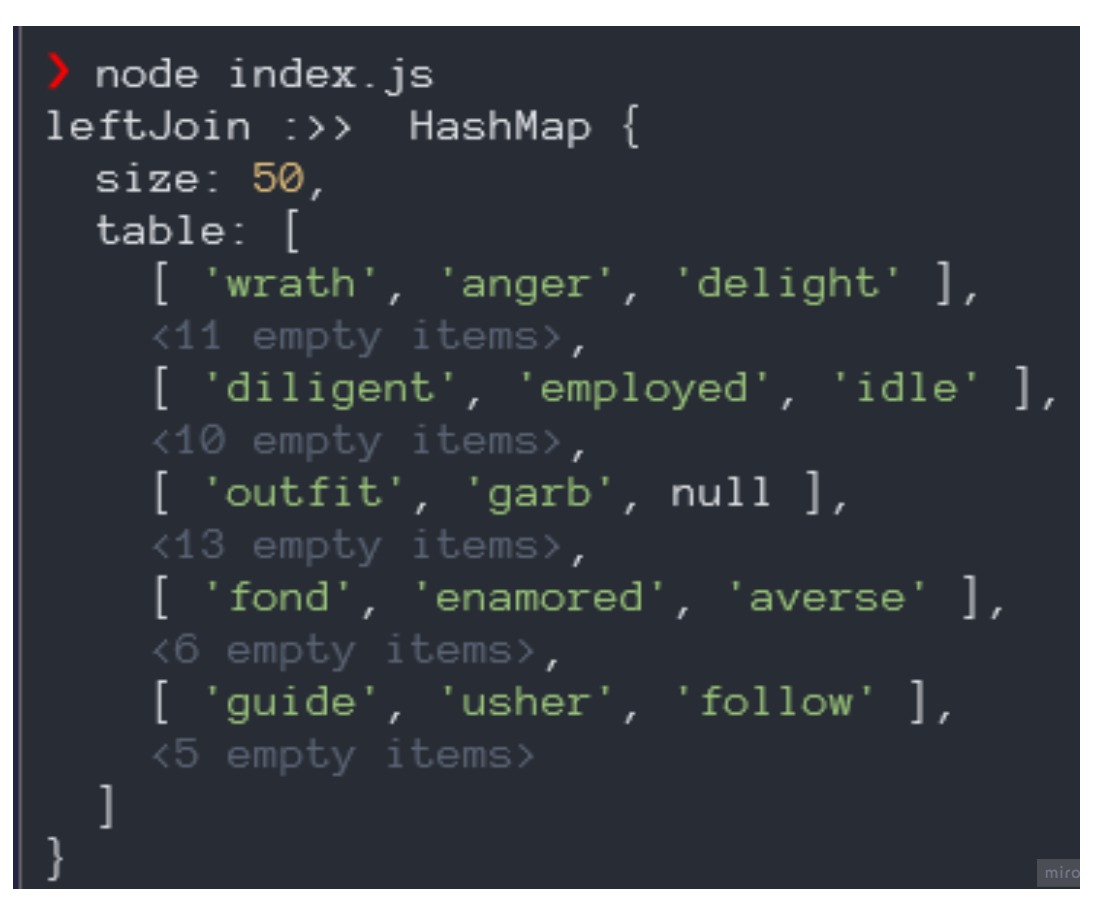 ❯ node index.js
leftJoin :>>  HashMap {
  size: 50,
  table: [
    [ 'wrath', 'anger', 'delight' ],
    <11 empty items>,
    [ 'diligent', 'employed', 'idle' ],
    <10 empty items>,
    [ 'outfit', 'garb', null ],
    <13 empty items>,
    [ 'fond', 'enamored', 'averse' ],
    <6 empty items>,
    [ 'guide', 'usher', 'follow' ],
    <5 empty items>
  ]
}
miro